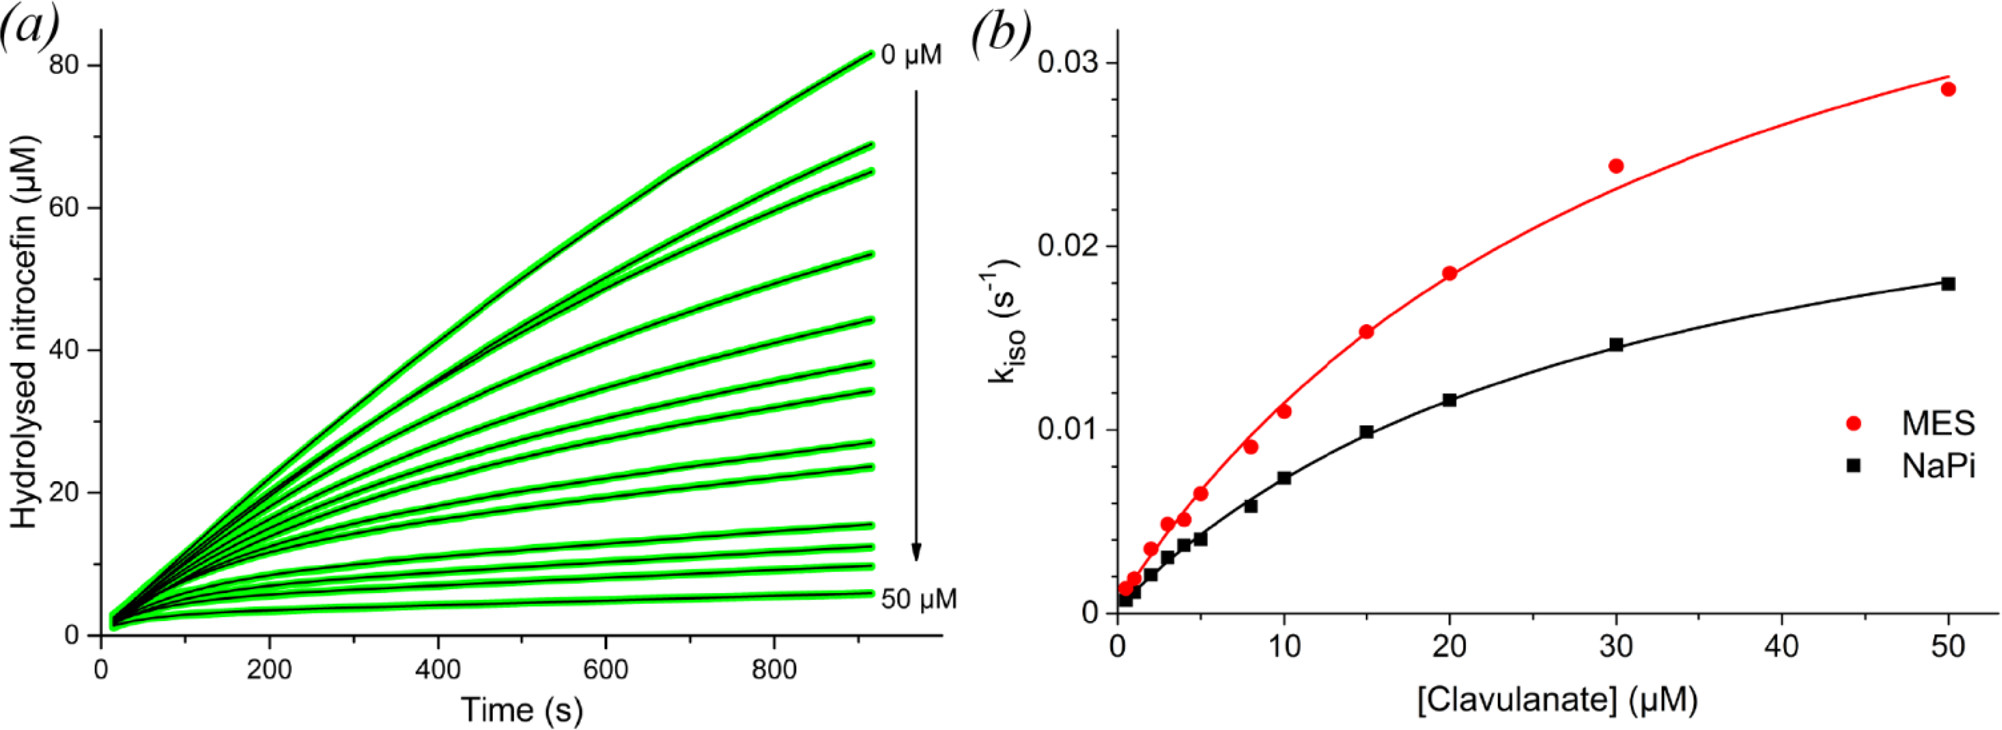 (a)
80
60
40
20
0
0
200
400
600
800
Hydrolysed nitrocefin (µM)
Time (s)
0 µM
50 µM
(b)
0.03
0.02
0.01
0
0
10
20
30
40
50
k_iso (s⁻¹)
[Clavulanate] (µM)
MES
NaPi